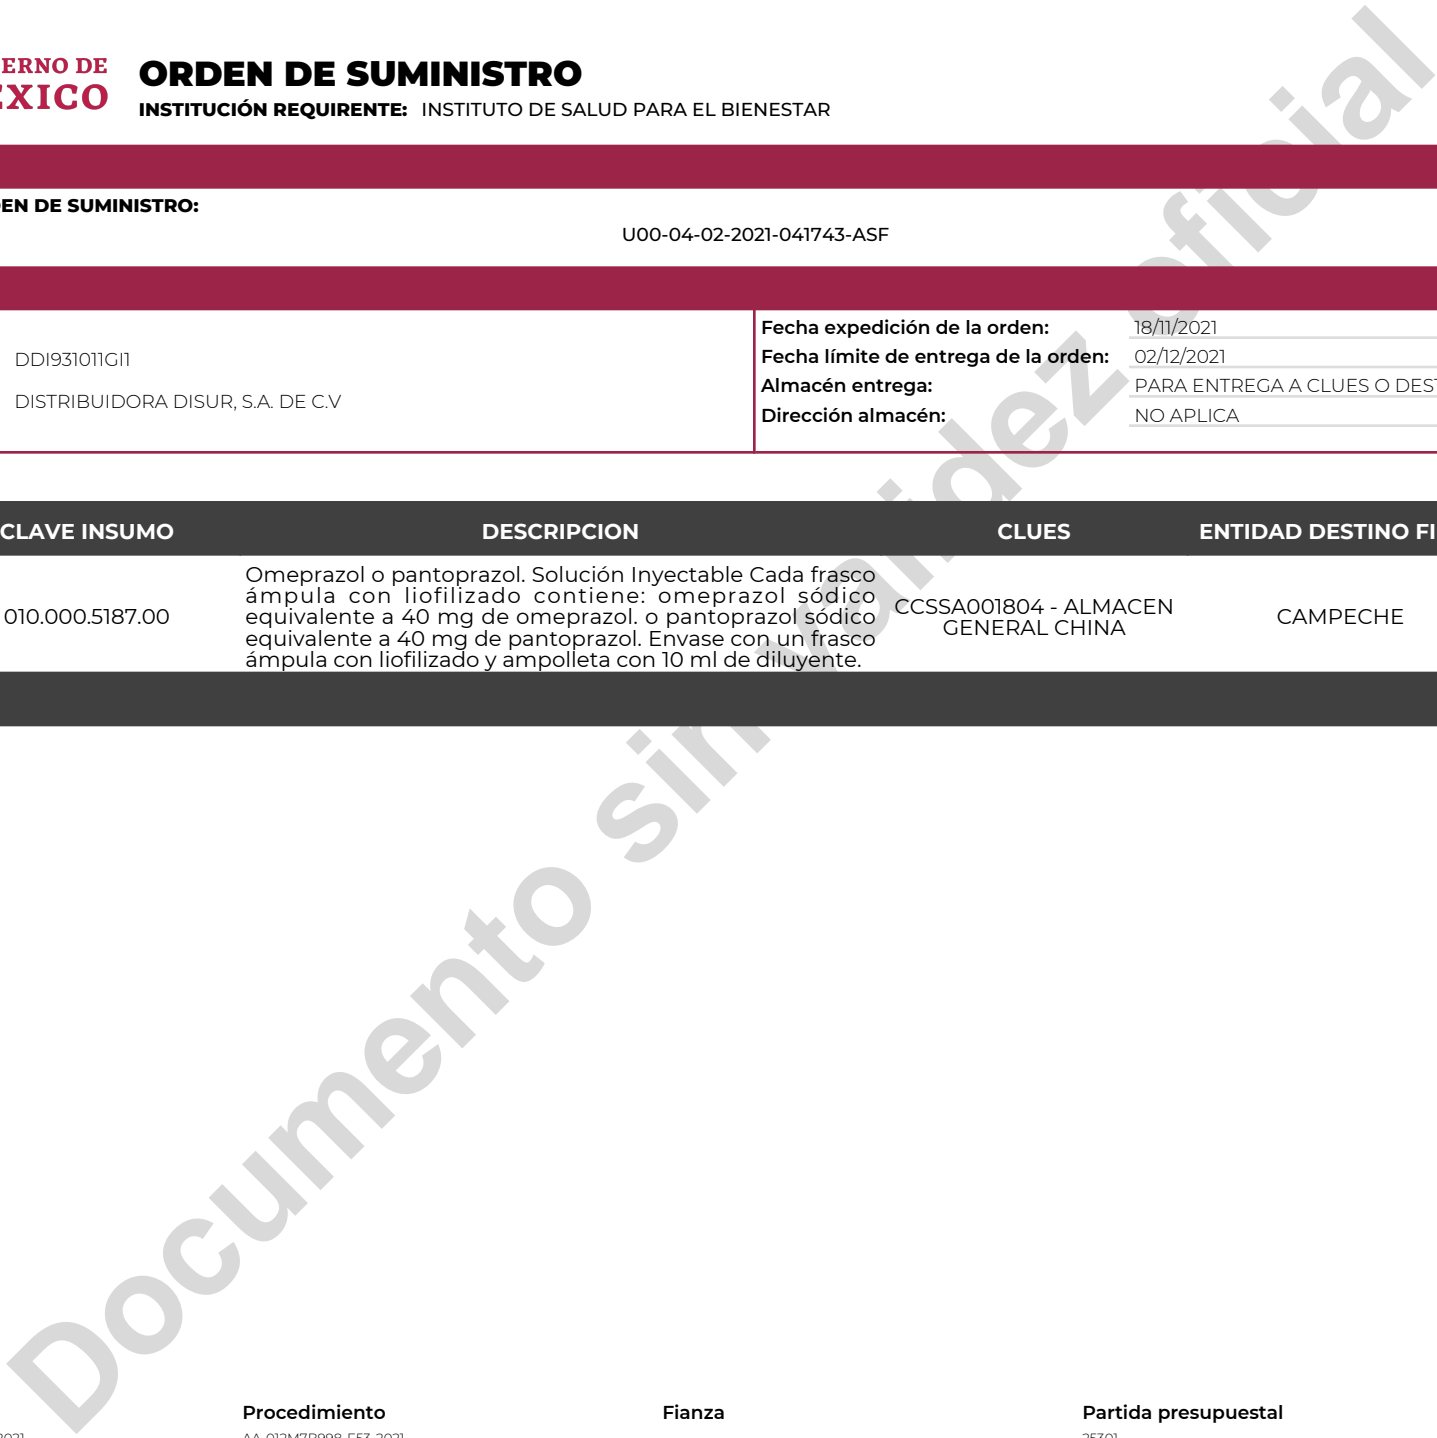 ERNO DE
EXICO
ORDEN DE SUMINISTRO
INSTITUCIÓN REQUIRENTE: INSTITUTO DE SALUD PARA EL BIENESTAR
EN DE SUMINISTRO:
U00-04-02-2021-041743-ASF
DDI931011GI1
DISTRIBUIDORA DISUR, S.A. DE C.V
Fecha expedición de la orden: 18/11/2021
Fecha límite de entrega de la orden: 02/12/2021
Almacén entrega: PARA ENTREGA A CLUES O DEST
Dirección almacén: NO APLICA
CLAVE INSUMO DESCRIPCION CLUES ENTIDAD DESTINO FI
010.000.5187.00
Omeprazol o pantoprazol. Solución Inyectable Cada frasco
ámpula con liofilizado contiene: omeprazol sódico
equivalente a 40 mg de omeprazol. o pantoprazol sódico
equivalente a 40 mg de pantoprazol. Envase con un frasco
ámpula con liofilizado y ampolleta con 10 ml de diluyente.
CCSSA001804 - ALMACEN
GENERAL CHINA
CAMPECHE
Documento sin validez oficial
Procedimiento Fianza Partida presupuestal